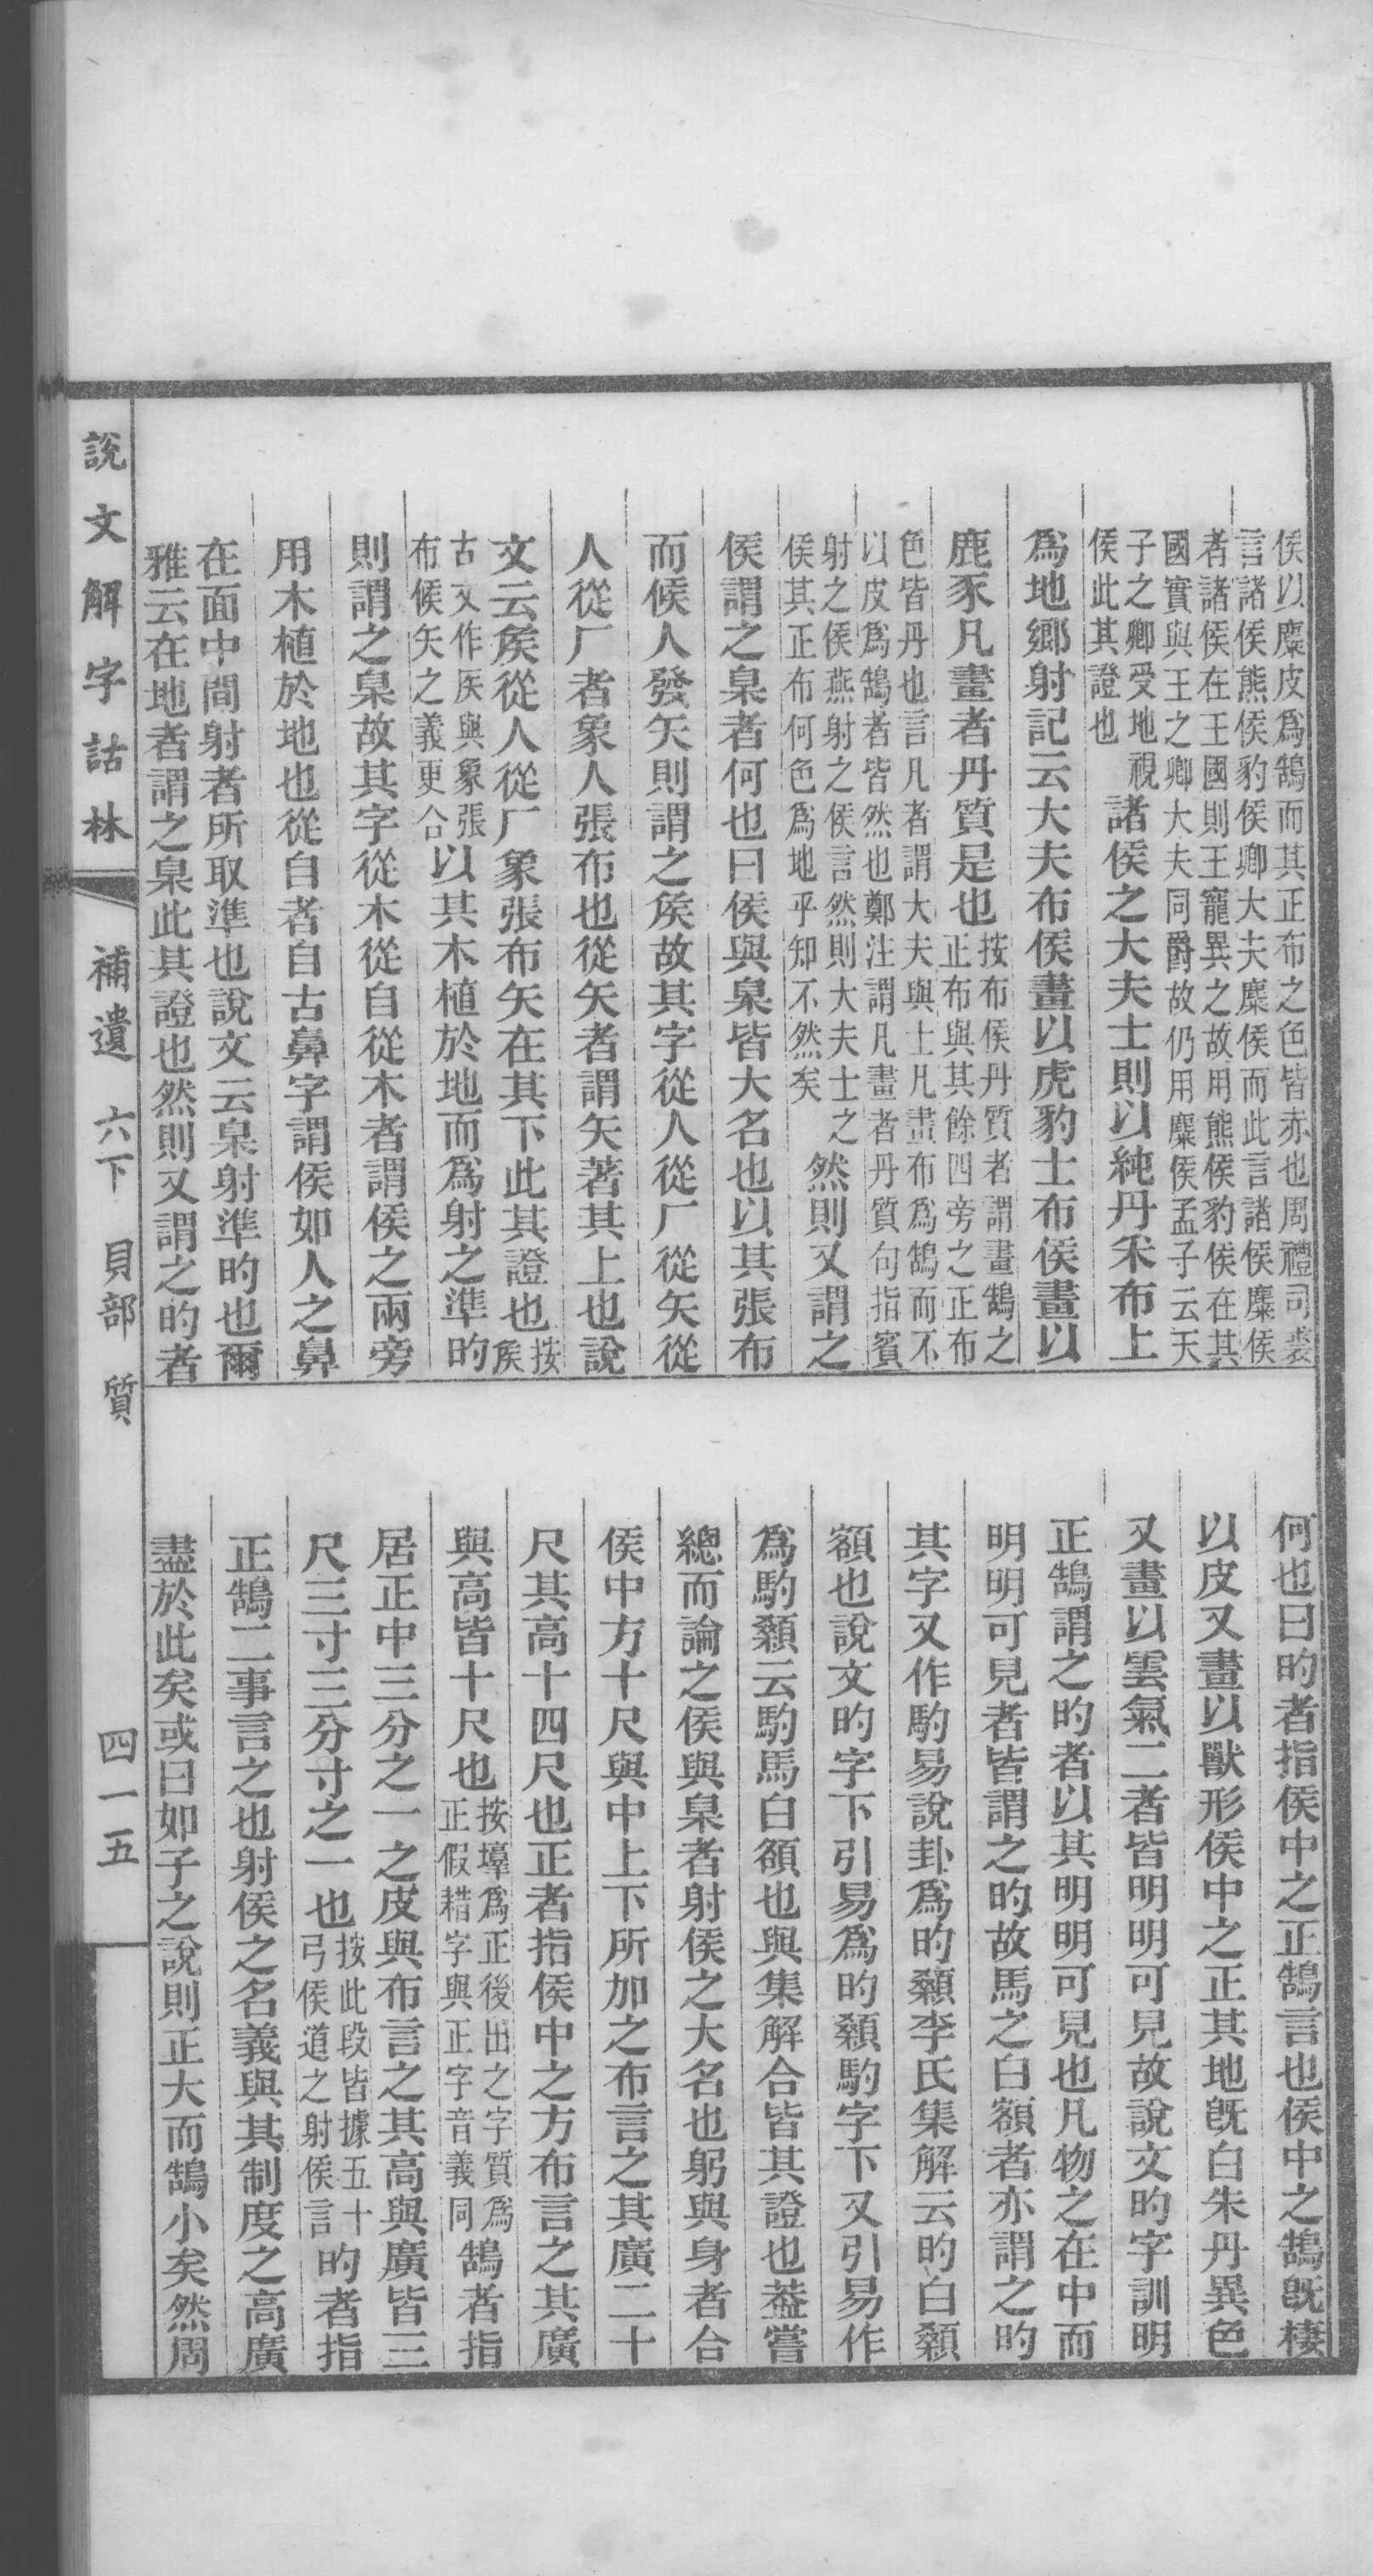 侯以麋皮爲鵠而其正布之色皆赤也周禮司裘
言諸侯熊侯豹侯卿大夫麋侯而此言諸侯麋侯
者諸侯在王國則王寵異之故用熊侯豹侯在其
國實與王之卿大夫同爵故仍用麋侯孟子云天
子之卿受地視
侯此其證也
諸侯之大夫士則以純丹采布上
爲地鄉射記云大夫布侯畫以虎豹士布侯畫以
鹿豕凡畫者丹質是也
按布侯丹質者謂畫鵠之
正布與其餘四旁之正布
色皆丹也言凡者謂大夫與士凡畫布爲鵠而不
以皮爲鵠者皆然也鄭注謂凡畫者丹質句指賓
射之侯燕射之侯言然則大夫士之
侯其正布何色爲地乎知不然矣
然則又謂之
侯謂之臬者何也曰侯與臬皆大名也以其張布
而候人發矢則謂之矦故其字從人從厂從矢從
人從厂者象人張布也從矢者謂矢著其上也說
文云矦從人從厂象張布矢在其下此其證也
按
矦
古文作𥎦與象張
布候矢之義更合
以其木植於地而爲射之準的
則謂之臬故其字從木從自從木者謂侯之兩旁
用木植於地也從自者自古鼻字謂侯如人之鼻
在面中間射者所取準也說文云臬射準的也爾
雅云在地者謂之臬此其證也然則又謂之的者
何也曰的者指侯中之正鵠言也侯中之鵠旣棲
以皮又畫以獸形侯中之正其地旣白朱丹異色
又畫以雲氣二者皆明明可見故說文的字訓明
正鵠謂之的者以其明明可見也凡物之在中而
明明可見者皆謂之的故馬之白額者亦謂之的
其字又作馰易說卦爲的顙李氏集解云的白顙
額也說文的字下引易爲的顙馰字下又引易作
爲馰顙云馰馬白頟也與集解合皆其證也葢嘗
總而論之侯與臬者射侯之大名也躬與身者合
侯中方十尺與中上下所加之布言之其廣二十
尺其高十四尺也正者指侯中之方布言之其廣
與高皆十尺也
按㙐爲正後出之字質爲
正假耤字與正字音義同
鵠者指
居正中三分之一之皮與布言之其高與廣皆三
尺三寸三分寸之一也
按此段皆據五十
弓侯道之射侯言
的者指
正鵠二事言之也射侯之名義與其制度之高廣
盡於此矣或曰如子之說則正大而鵠小矣然周
說文解字詁林
補遺 六下 貝部 質
四一五